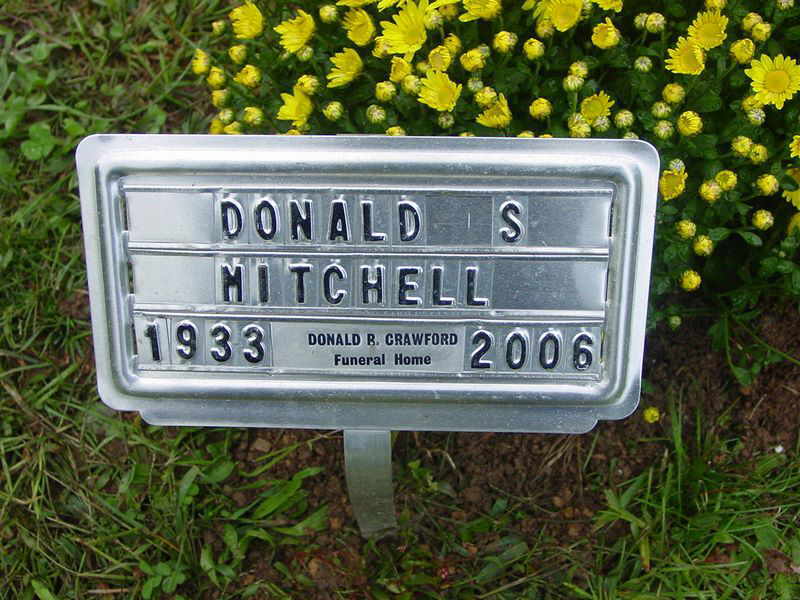 DONALD S
MITCHELL
1933 DONALD R. CRAWFORD 2006
Funeral Home